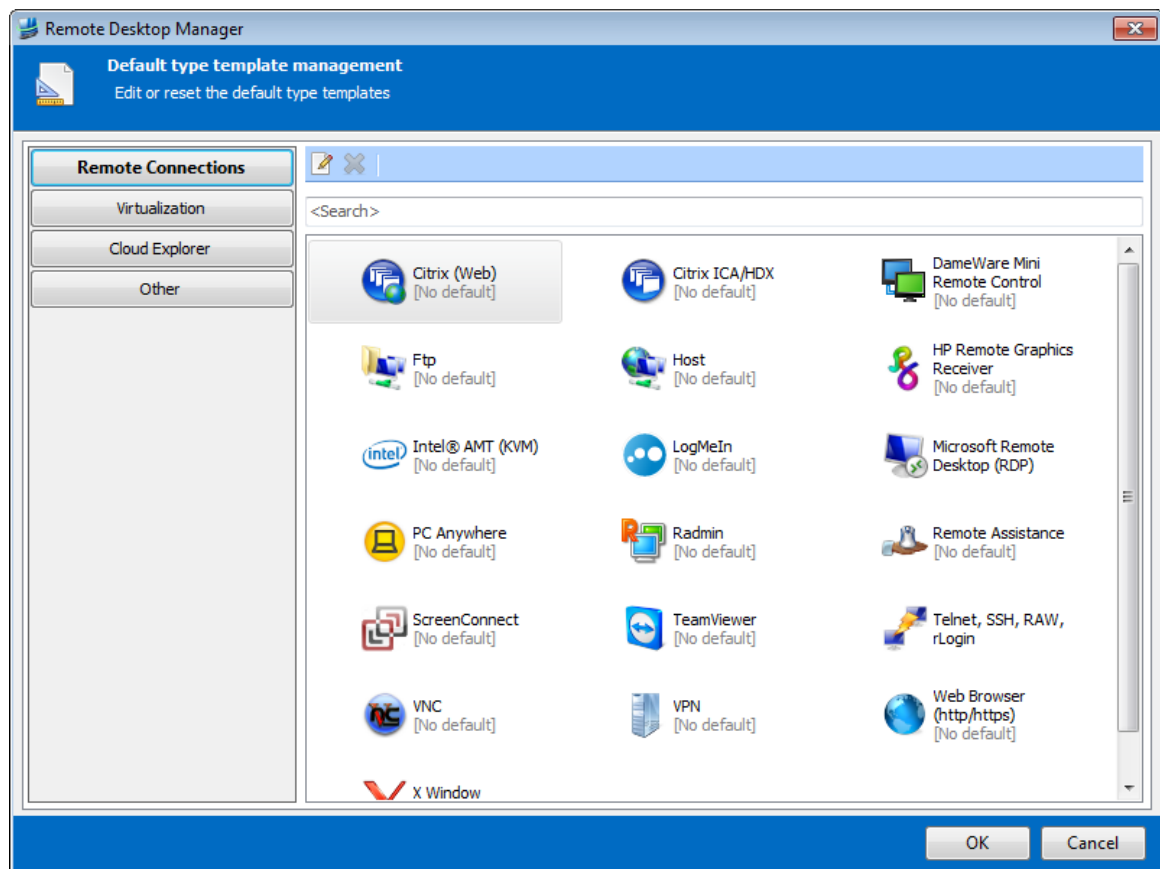 Remote Desktop Manager
Default type template management
Edit or reset the default type templates
Remote Connections
Virtualization
Cloud Explorer
Other
<Search>
Citrix (Web)
[No default]
Citrix ICA/HDX
[No default]
DameWare Mini
Remote Control
[No default]
Ftp
[No default]
Host
[No default]
HP Remote Graphics
Receiver
[No default]
intel
Intel® AMT (KVM)
[No default]
LogMeIn
[No default]
Microsoft Remote
Desktop (RDP)
PC Anywhere
[No default]
Radmin
[No default]
Remote Assistance
[No default]
ScreenConnect
[No default]
TeamViewer
[No default]
Telnet, SSH, RAW,
rLogin
VNC
[No default]
VPN
[No default]
Web Browser
(http/https)
[No default]
X Window
OK
Cancel